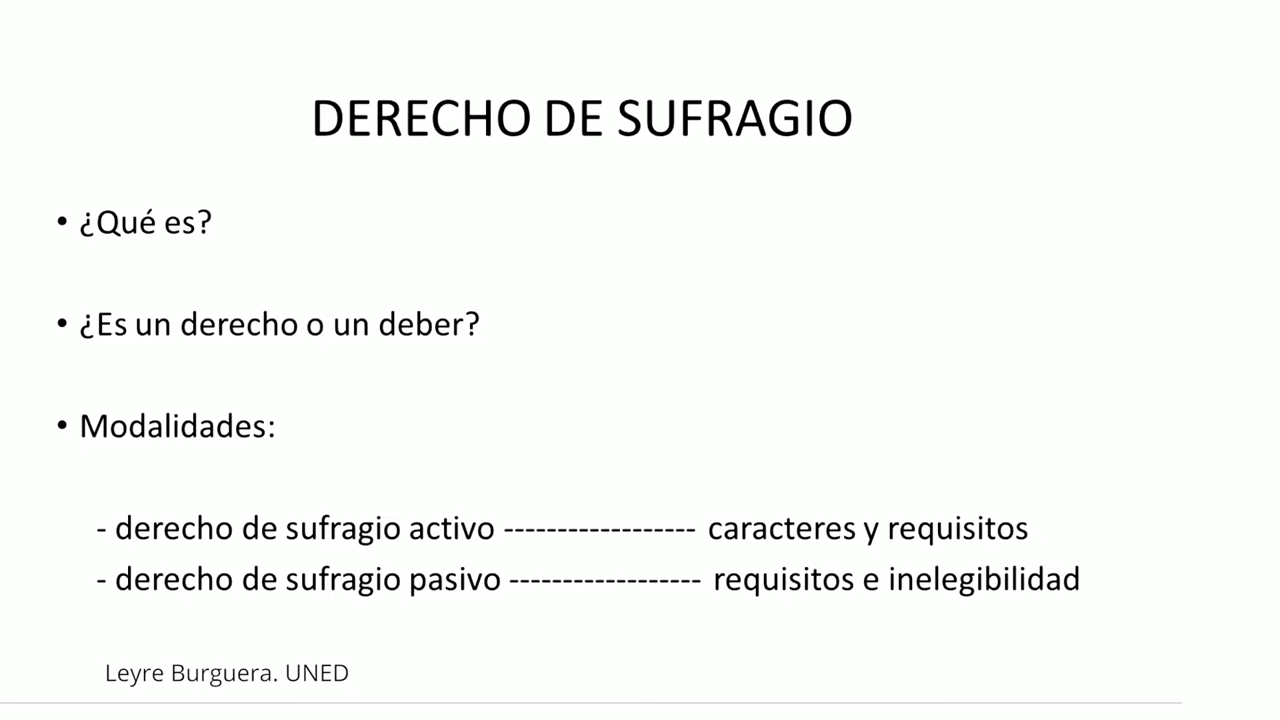 DERECHO DE SUFRAGIO
• ¿Qué es?
• ¿Es un derecho o un deber?
• Modalidades:
- derecho de sufragio activo ------------------ caracteres y requisitos
- derecho de sufragio pasivo ------------------ requisitos e inelegibilidad
Leyre Burguera. UNED